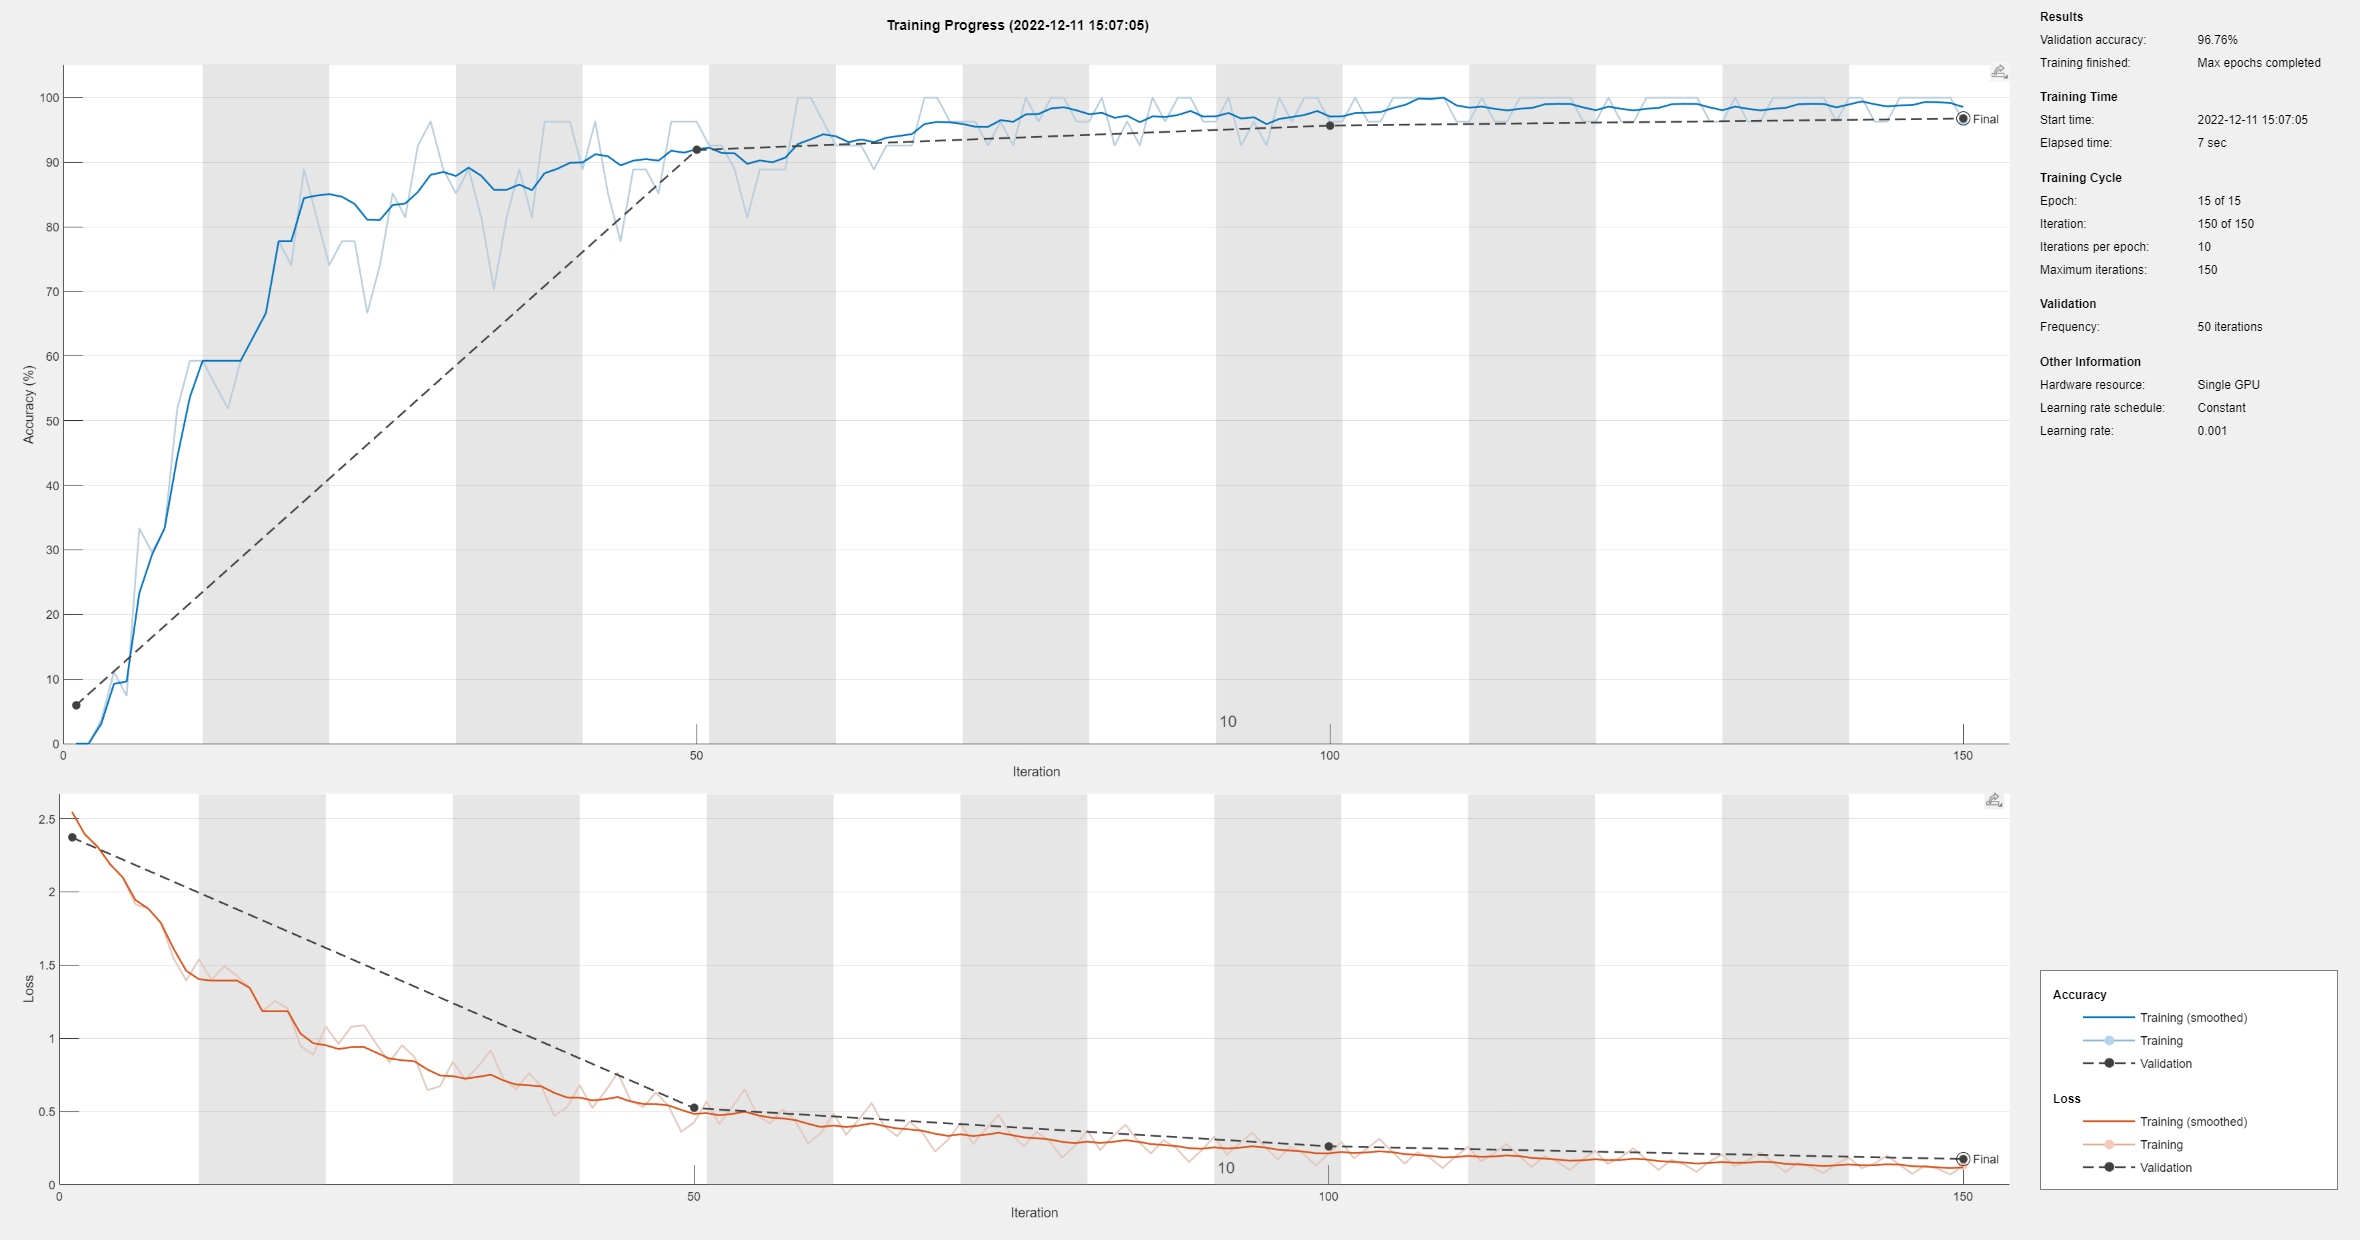 Training Progress (2022-12-11 15:07:05)
100
90
80
70
60
50
40
30
20
10
0
Accuracy (%)
Final
10
0
50
100
150
Iteration
2.5
2
1.5
1
0.5
0
Loss
Final
10
0
50
100
150
Iteration
Results
Validation accuracy: 96.76%
Training finished: Max epochs completed
Training Time
Start time: 2022-12-11 15:07:05
Elapsed time: 7 sec
Training Cycle
Epoch: 15 of 15
Iteration: 150 of 150
Iterations per epoch: 10
Maximum iterations: 150
Validation
Frequency: 50 iterations
Other Information
Hardware resource: Single GPU
Learning rate schedule: Constant
Learning rate: 0.001
Accuracy
Training (smoothed)
Training
Validation
Loss
Training (smoothed)
Training
Validation